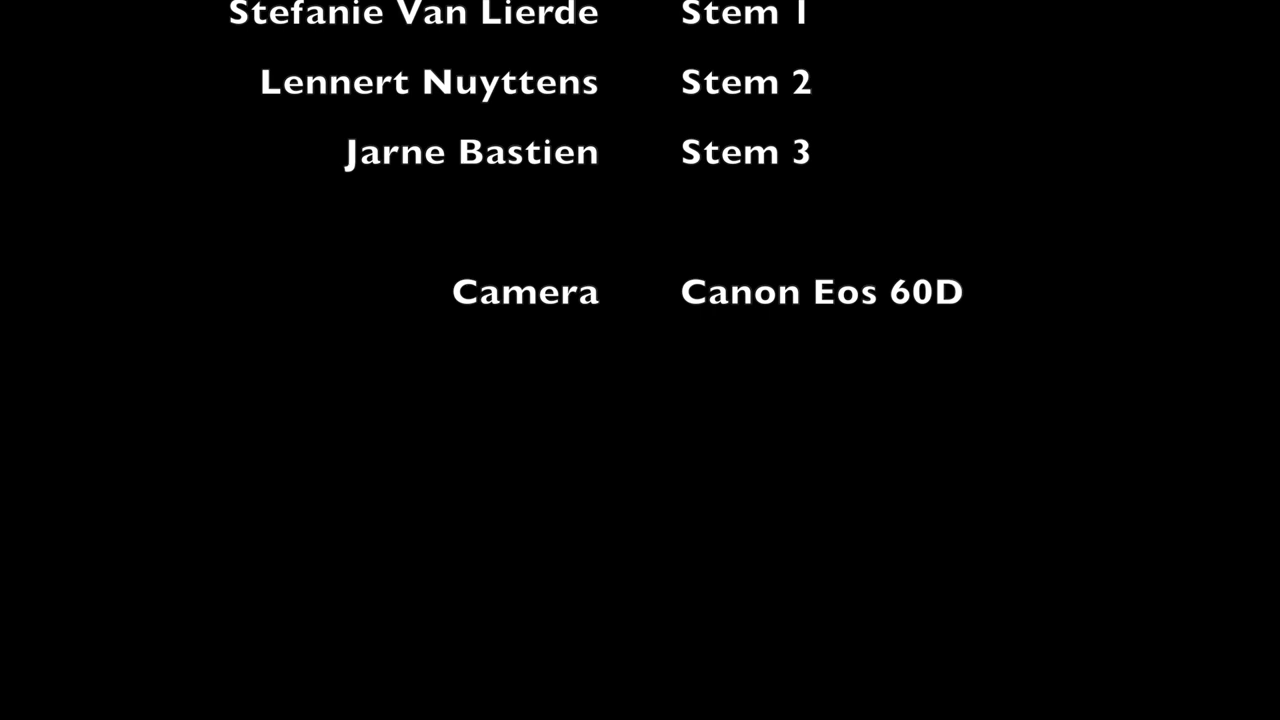 Stefanie Van Lierde Stem 1
Lennert Nuyttens Stem 2
Jarne Bastien Stem 3
Camera Canon Eos 60D